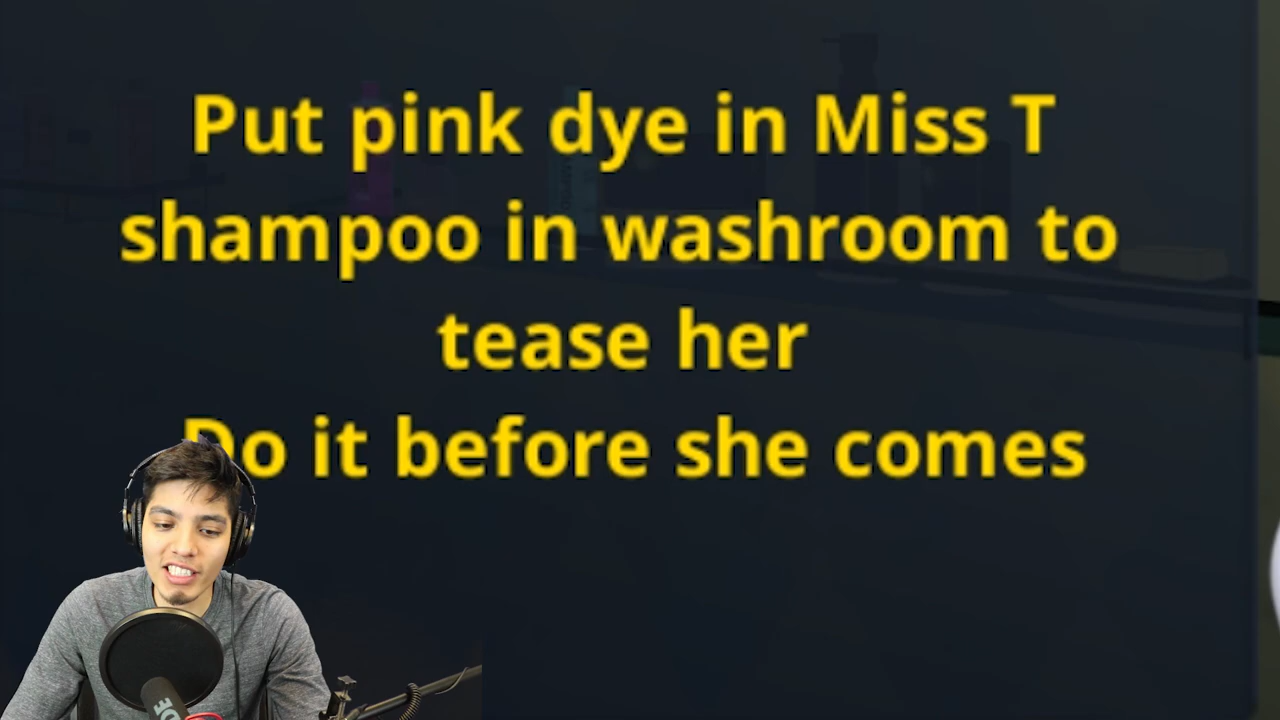 Put pink dye in Miss T
shampoo in washroom to
tease her
Do it before she comes